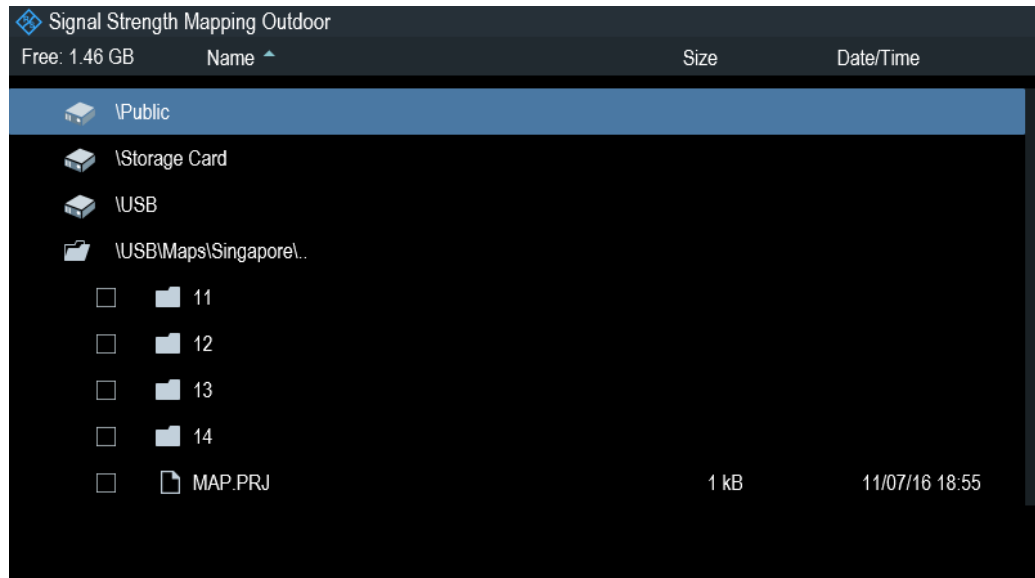 Signal Strength Mapping Outdoor
Free: 1.46 GB Name Size Date/Time
\Public
\Storage Card
\USB
\USB\Maps\Singapore\..
11
12
13
14
MAP.PRJ 1 kB 11/07/16 18:55